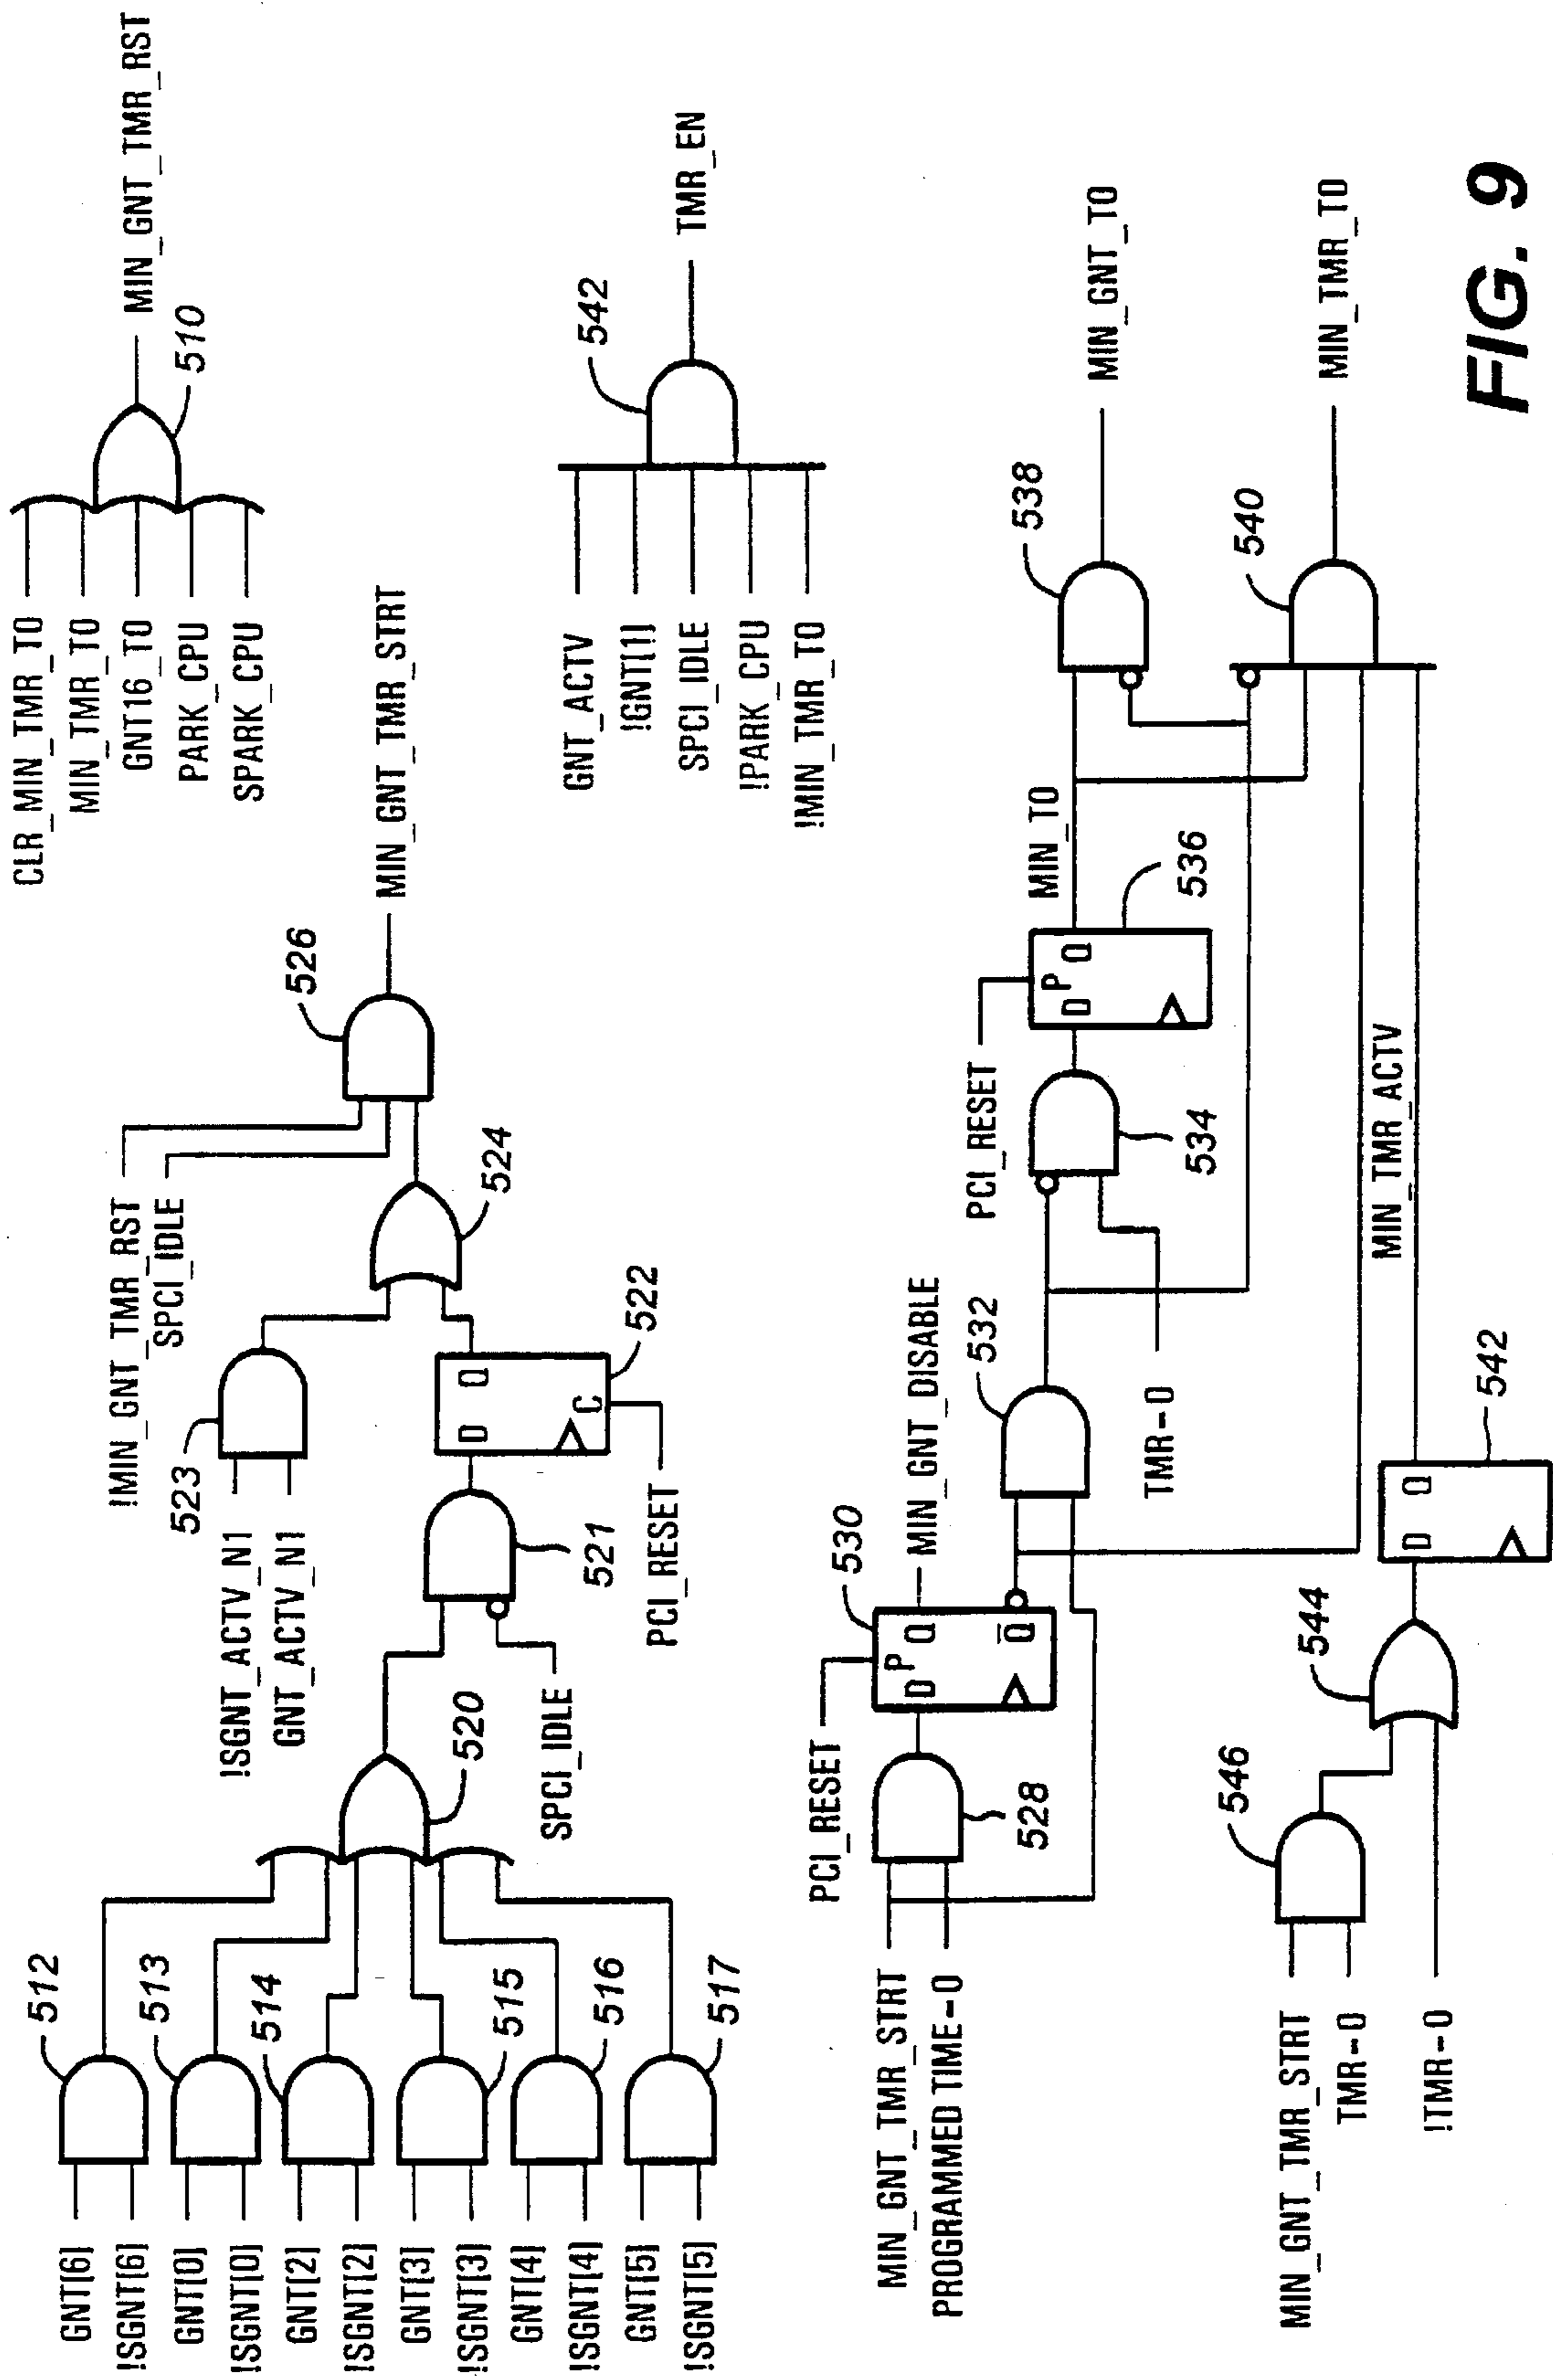 GNT[6]
!SGNT[6]
GNT[0]
!SGNT[0]
GNT[2]
!SGNT[2]
GNT[3]
!SGNT[3]
GNT[4]
!SGNT[4]
GNT[5]
!SGNT[5]
512
513
514
515
516
517
520
SPCI_IDLE
521
!SGNT_ACTV_N1
GNT_ACTV_N1
523
D
Q
C
522
PCI_RESET
524
!MIN_GNT_TMR_RST
SPCI_IDLE
526
MIN_GNT_TMR_STRT
CLR_MIN_TMR_TO
MIN_TMR_TO
GNT16_TO
PARK_CPU
SPARK_CPU
510
MIN_GNT_TMR_RST
GNT_ACTV
!GNT[1]
SPCI_IDLE
!PARK_CPU
!MIN_TMR_TO
542
TMR_EN
MIN_GNT_TMR_STRT
PROGRAMMED TIME-0
528
PCI_RESET
P
D
Q
Q
530
MIN_GNT_DISABLE
532
TMR-0
534
PCI_RESET
P
D
Q
536
MIN_TO
538
MIN_GNT_TO
540
MIN_TMR_TO
MIN_GNT_TMR_STRT
TMR-0
!TMR-0
546
544
D
Q
542
MIN_TMR_ACTV
FIG. 9